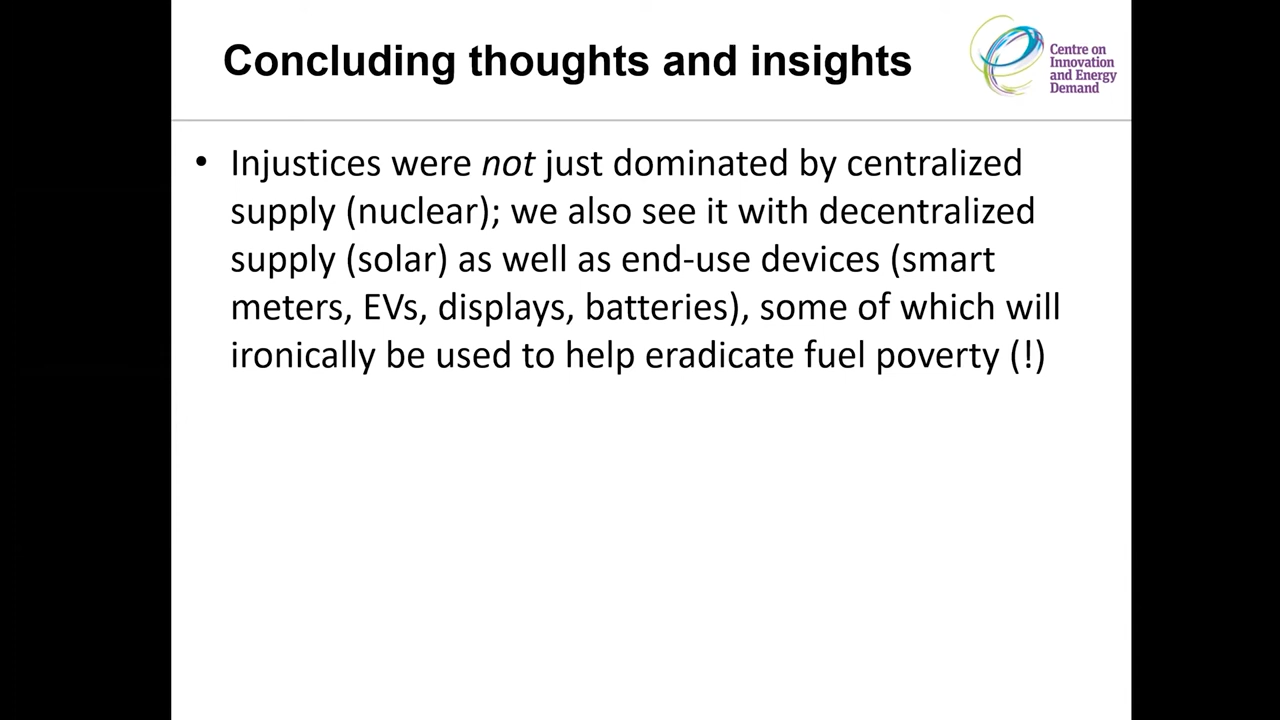 Concluding thoughts and insights
Centre on
Innovation
and Energy
Demand
• Injustices were not just dominated by centralized
supply (nuclear); we also see it with decentralized
supply (solar) as well as end-use devices (smart
meters, EVs, displays, batteries), some of which will
ironically be used to help eradicate fuel poverty (!)